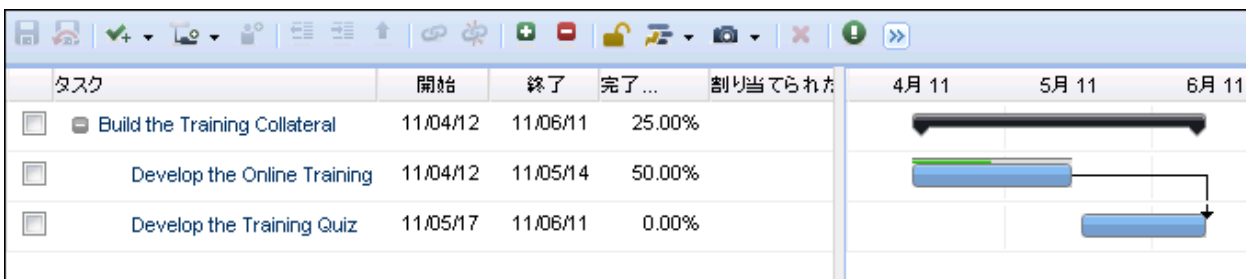 タスク 開始 終了 完了... 割り当てられた 4月 11 5月 11 6月 11
Build the Training Collateral 11/04/12 11/06/11 25.00%
Develop the Online Training 11/04/12 11/05/14 50.00%
Develop the Training Quiz 11/05/17 11/06/11 0.00%